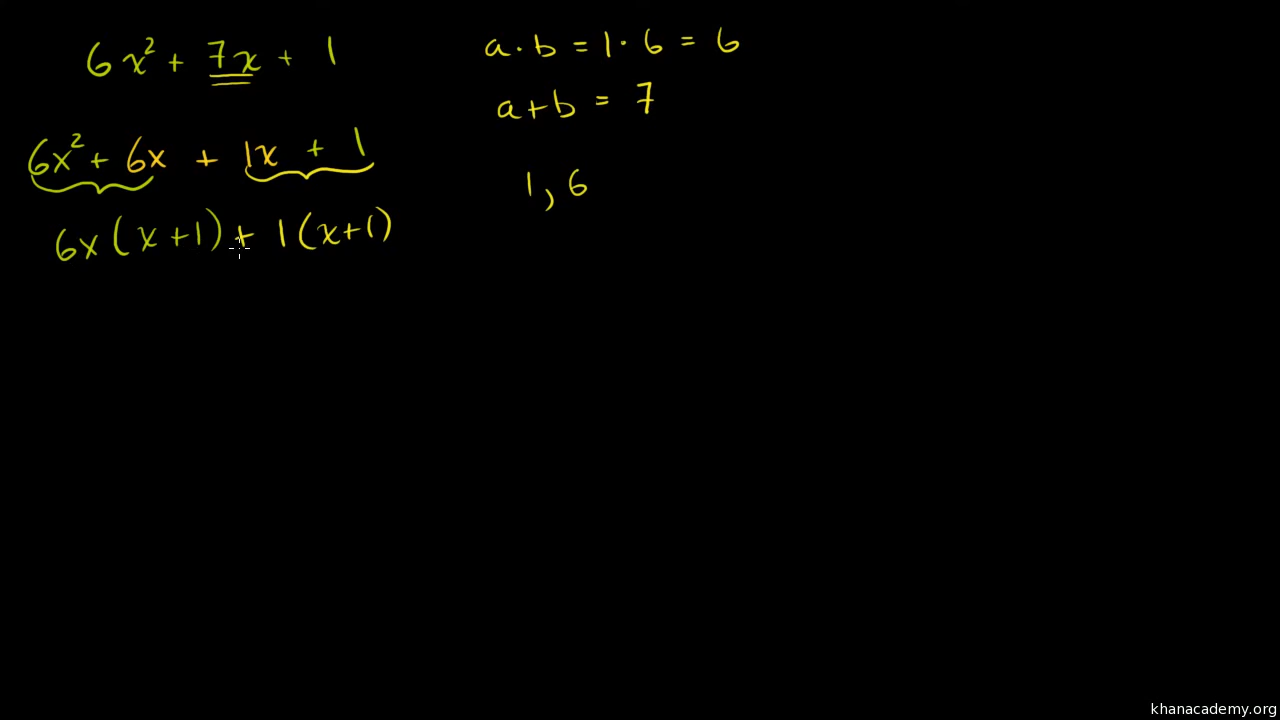 6x² + 7x + 1
a · b = 1 · 6 = 6
a + b = 7
6x² + 6x + 1x + 1
1, 6
6x(x+1) + 1(x+1)
khanacademy.org